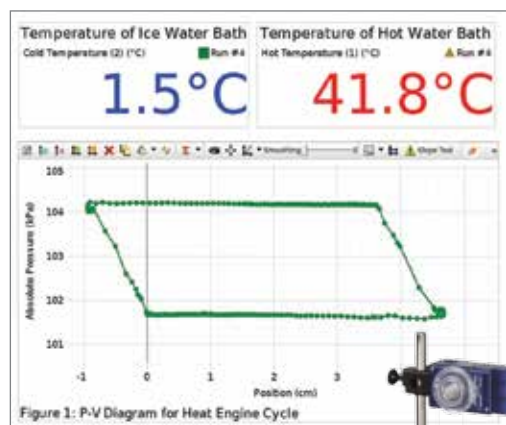 Temperature of Ice Water Bath
Cold Temperature (2) (°C) Run #4
1.5°C
Temperature of Hot Water Bath
Hot Temperature (1) (°C) Run #4
41.8°C
Smoothing
Slope Tool
Absolute Pressure (kPa)
105
104
103
102
101
-1 0 1 2 3
Position (cm)
Figure 1: P-V Diagram for Heat Engine Cycle